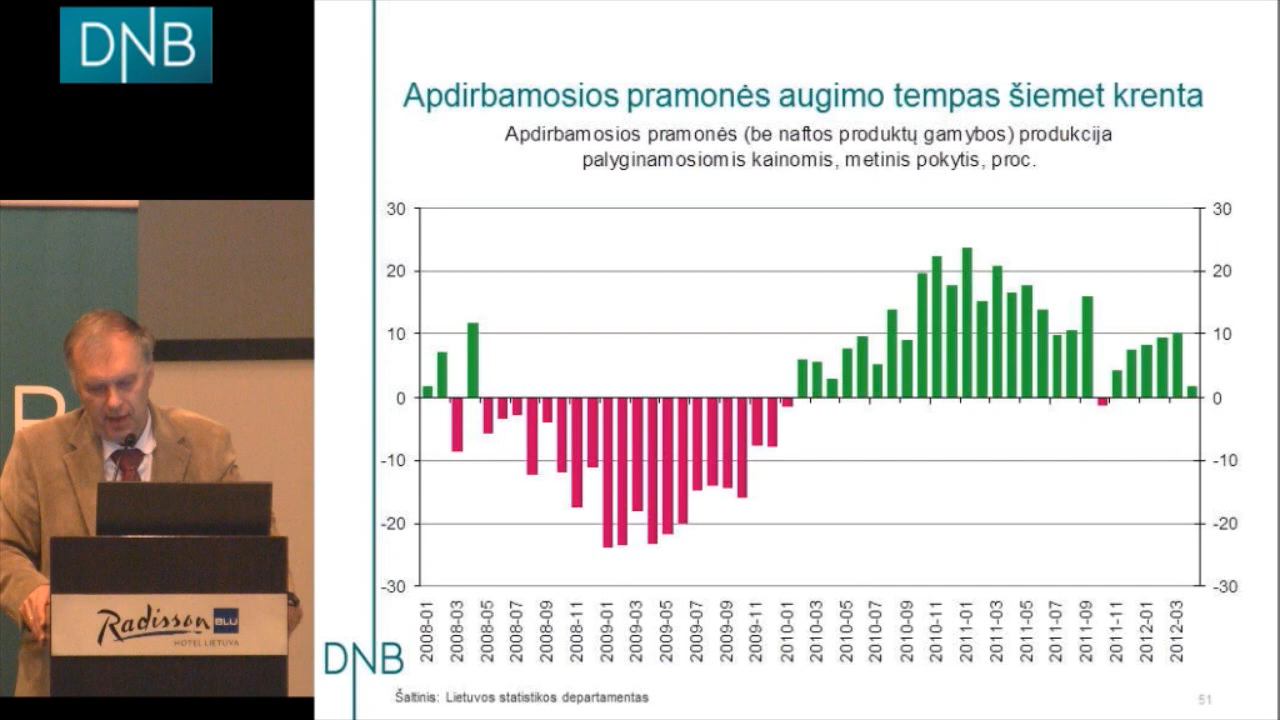 DNB
Apdirbamosios pramonės augimo tempas šiemet krenta
Apdirbamosios pramonės (be naftos produktų gamybos) produkcija
palyginamosiomis kainomis, metinis pokytis, proc.
30 30
20 20
10 10
0 0
-10 -10
-20 -20
-30 -30
2008-01 2008-03 2008-05 2008-07 2008-09 2008-11 2009-01 2009-03 2009-05 2009-07 2009-09 2009-11 2010-01 2010-03 2010-05 2010-07 2010-09 2010-11 2011-01 2011-03 2011-05 2011-07 2011-09 2011-11 2012-01 2012-03
B
Radisson BLU
HOTEL LIETUVA
DNB
Šaltinis: Lietuvos statistikos departamentas
51